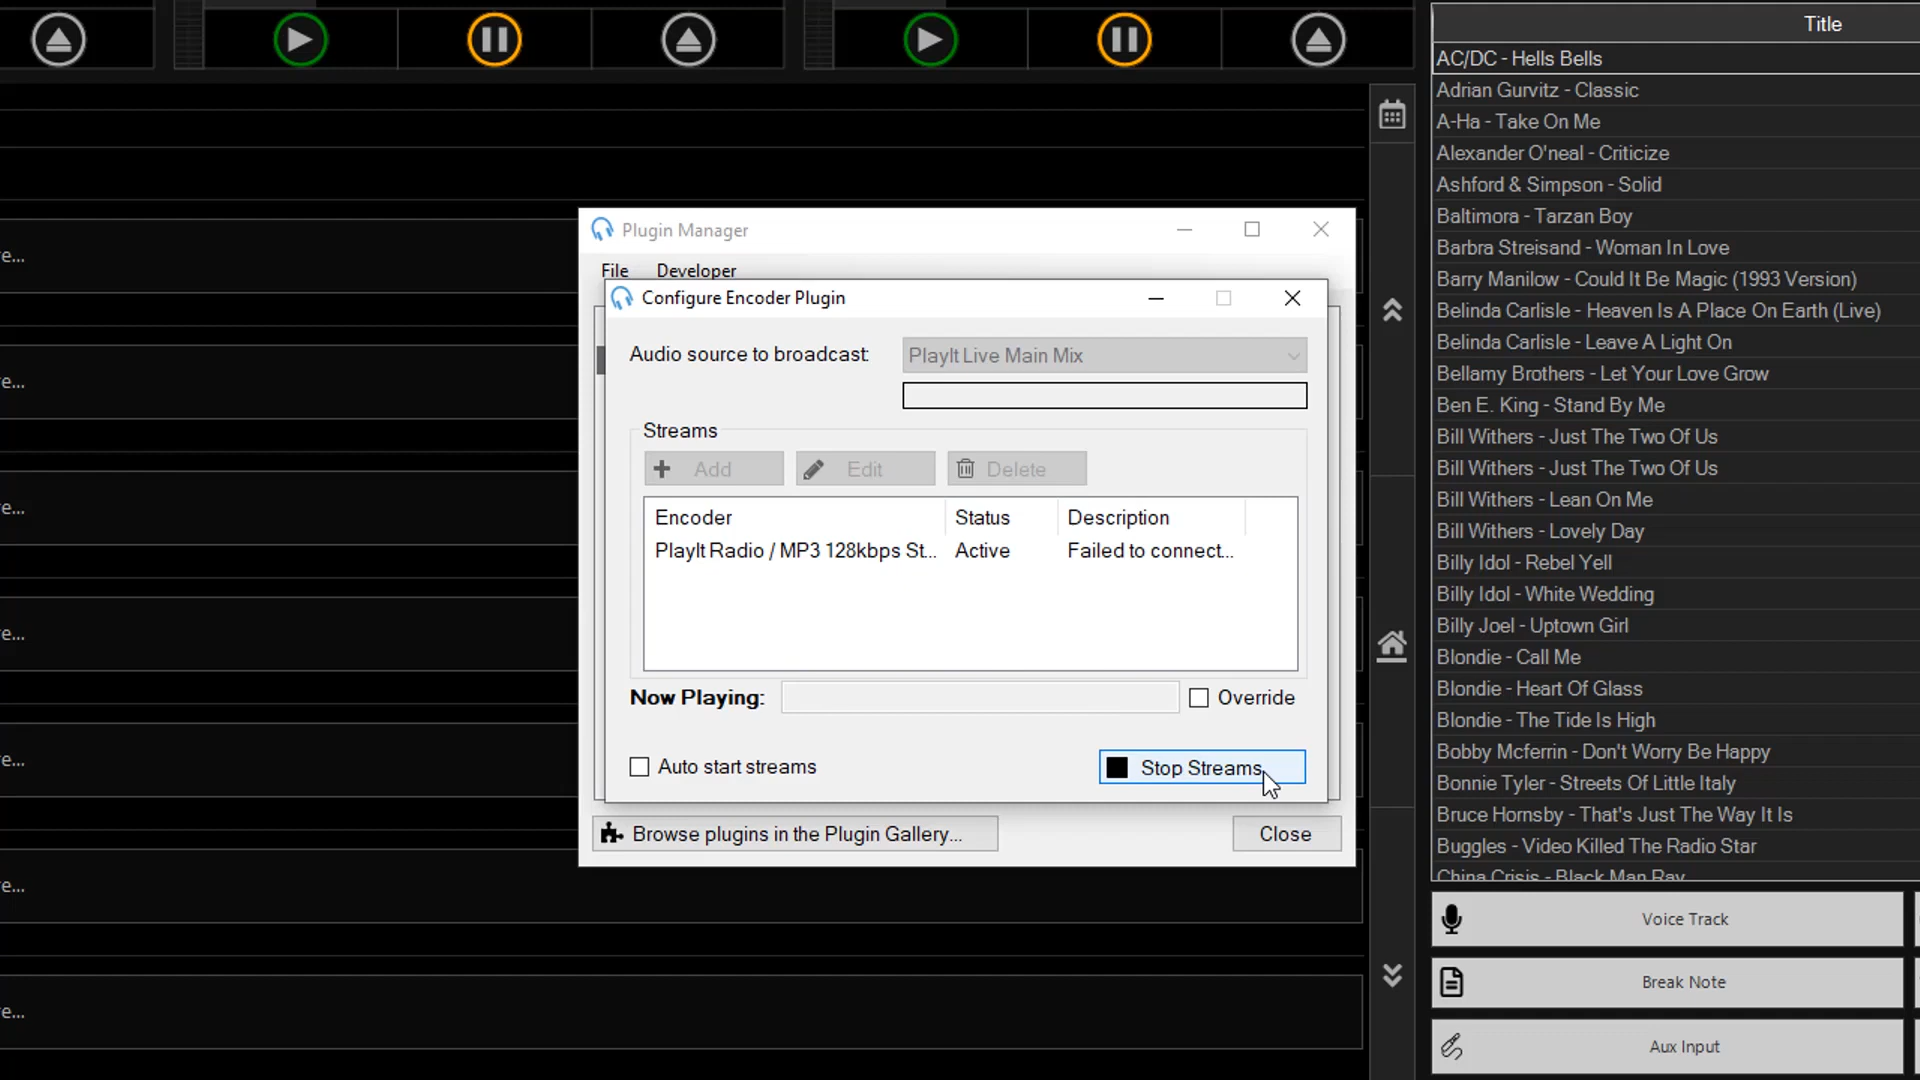 Title
AC/DC - Hells Bells
Adrian Gurvitz - Classic
A-Ha - Take On Me
Alexander O'neal - Criticize
Ashford & Simpson - Solid
Baltimora - Tarzan Boy
Barbra Streisand - Woman In Love
Barry Manilow - Could It Be Magic (1993 Version)
Belinda Carlisle - Heaven Is A Place On Earth (Live)
Belinda Carlisle - Leave A Light On
Bellamy Brothers - Let Your Love Grow
Ben E. King - Stand By Me
Bill Withers - Just The Two Of Us
Bill Withers - Just The Two Of Us
Bill Withers - Lean On Me
Bill Withers - Lovely Day
Billy Idol - Rebel Yell
Billy Idol - White Wedding
Billy Joel - Uptown Girl
Blondie - Call Me
Blondie - Heart Of Glass
Blondie - The Tide Is High
Bobby Mcferrin - Don't Worry Be Happy
Bonnie Tyler - Streets Of Little Italy
Bruce Hornsby - That's Just The Way It Is
Buggles - Video Killed The Radio Star
China Crisis - Black Man Ray
Voice Track
Break Note
Aux Input
e...
e...
e...
e...
e...
e...
e...
Plugin Manager
File Developer
Configure Encoder Plugin
Audio source to broadcast: PlayIt Live Main Mix
Streams
Add Edit Delete
Encoder Status Description
PlayIt Radio / MP3 128kbps St... Active Failed to connect...
Now Playing: Override
Auto start streams Stop Streams
Browse plugins in the Plugin Gallery... Close